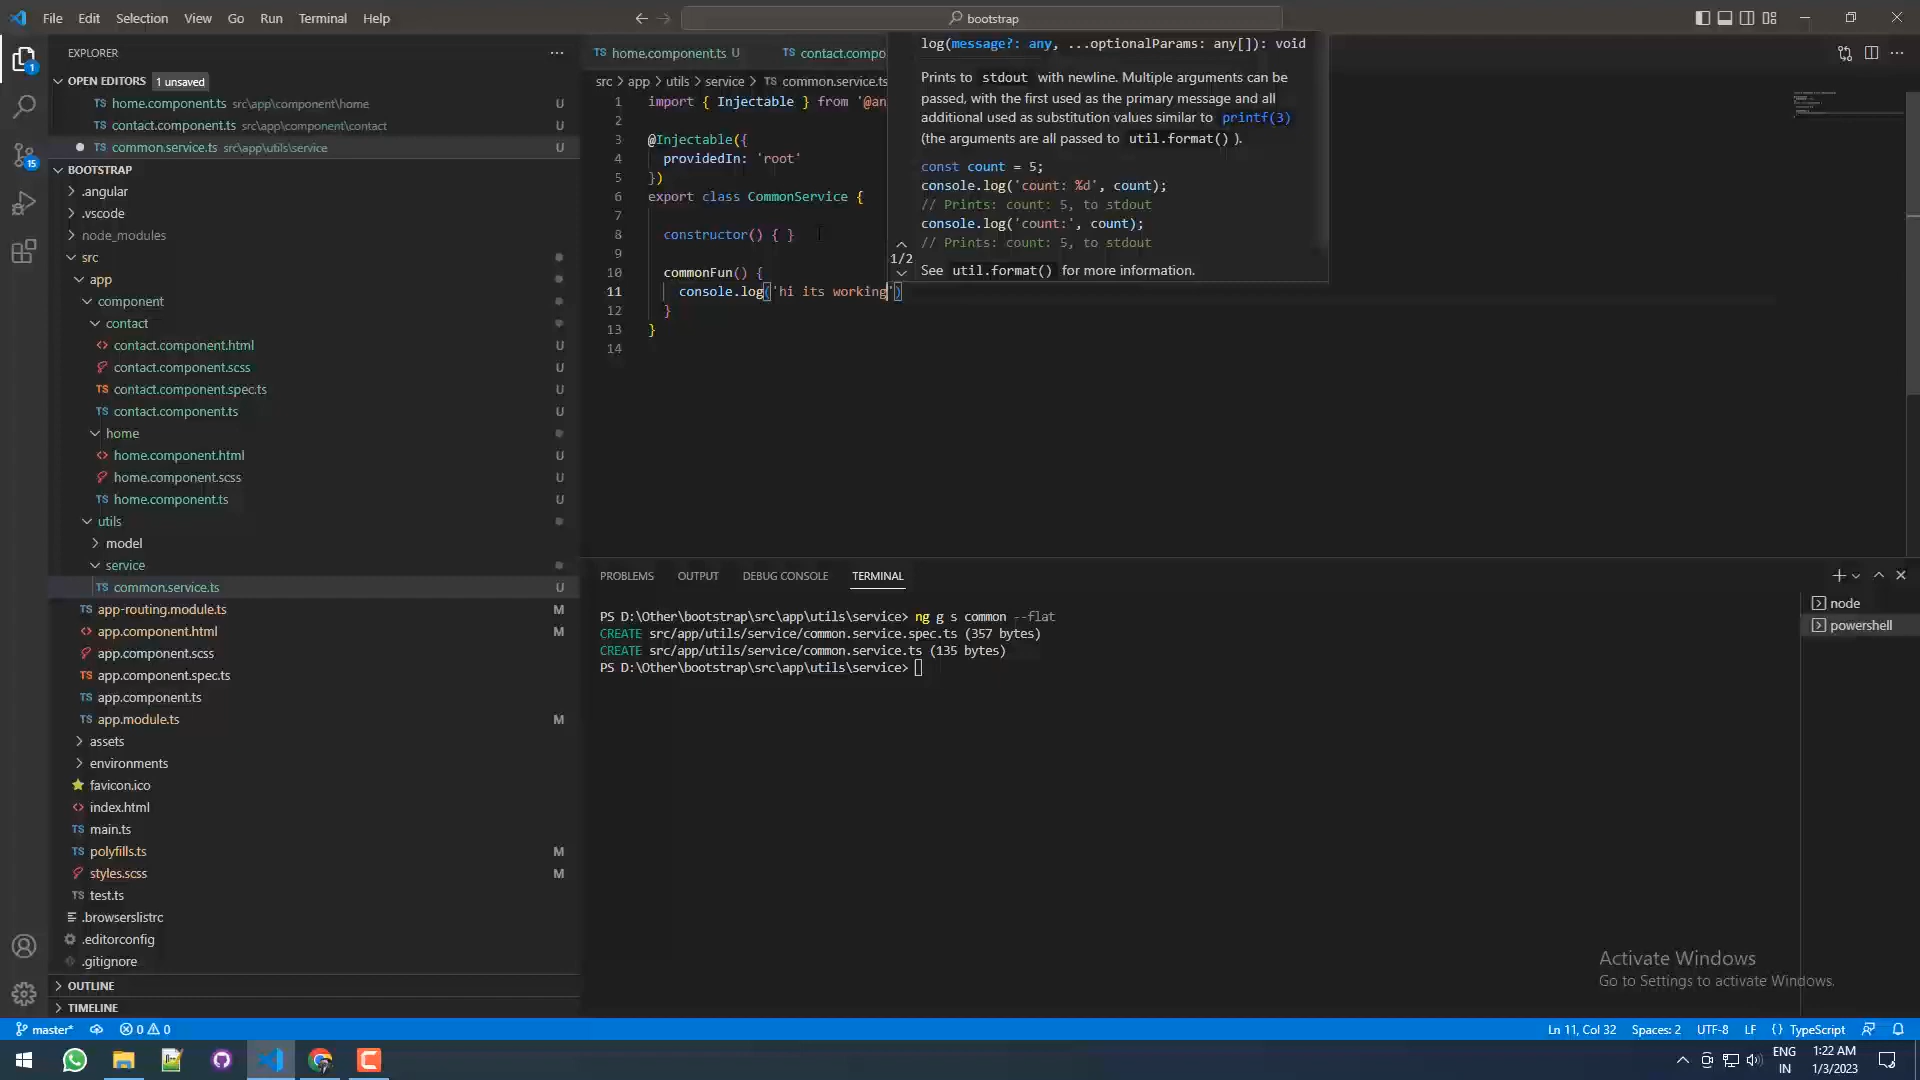 File Edit Selection View Go Run Terminal Help
bootstrap
EXPLORER
OPEN EDITORS 1 unsaved
TS home.component.ts src\app\component\home U
TS contact.component.ts src\app\component\contact U
TS common.service.ts src\app\utils\service U
BOOTSTRAP
.angular
.vscode
node_modules
src
app
component
contact
<> contact.component.html U
contact.component.scss U
TS contact.component.spec.ts U
TS contact.component.ts U
home
<> home.component.html U
home.component.scss U
TS home.component.ts U
utils
model
service
TS common.service.ts U
TS app-routing.module.ts M
<> app.component.html M
app.component.scss
TS app.component.spec.ts
TS app.component.ts
TS app.module.ts M
assets
environments
favicon.ico
<> index.html
TS main.ts
TS polyfills.ts M
styles.scss M
TS test.ts
.browserslistrc
.editorconfig
.gitignore
OUTLINE
TIMELINE
1
15
TS home.component.ts U TS contact.compo
src > app > utils > service > TS common.service.ts
1 import { Injectable } from '@an
2
3 @Injectable({
4 providedIn: 'root'
5 })
6 export class CommonService {
7
8 constructor() { }
9
10 commonFun() {
11 console.log('hi its working')
12 }
13 }
14
log(message?: any, ...optionalParams: any[]): void
Prints to stdout with newline. Multiple arguments can be
passed, with the first used as the primary message and all
additional used as substitution values similar to printf(3)
(the arguments are all passed to util.format() ).
const count = 5;
console.log('count: %d', count);
// Prints: count: 5, to stdout
console.log('count:', count);
// Prints: count: 5, to stdout
1/2
See util.format() for more information.
PROBLEMS OUTPUT DEBUG CONSOLE TERMINAL
PS D:\Other\bootstrap\src\app\utils\service> ng g s common --flat
CREATE src/app/utils/service/common.service.spec.ts (357 bytes)
CREATE src/app/utils/service/common.service.ts (135 bytes)
PS D:\Other\bootstrap\src\app\utils\service>
node
powershell
Activate Windows
Go to Settings to activate Windows.
master* 0 0
Ln 11, Col 32 Spaces: 2 UTF-8 LF {} TypeScript
ENG
IN
1:22 AM
1/3/2023